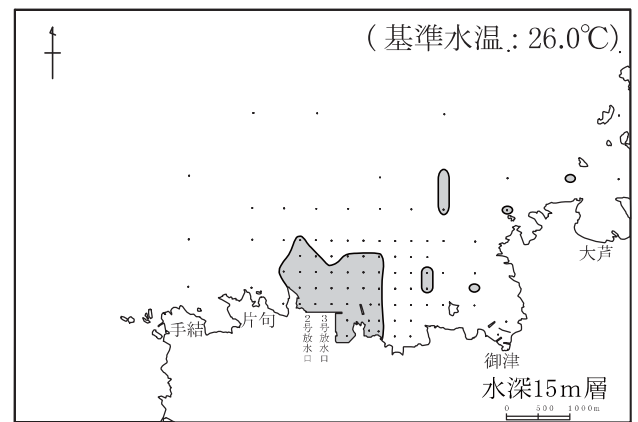 (基準水温:26.0℃)
大芦
手結
片句
2号放水口
3号放水口
御津
水深15m層
0 500 1000m